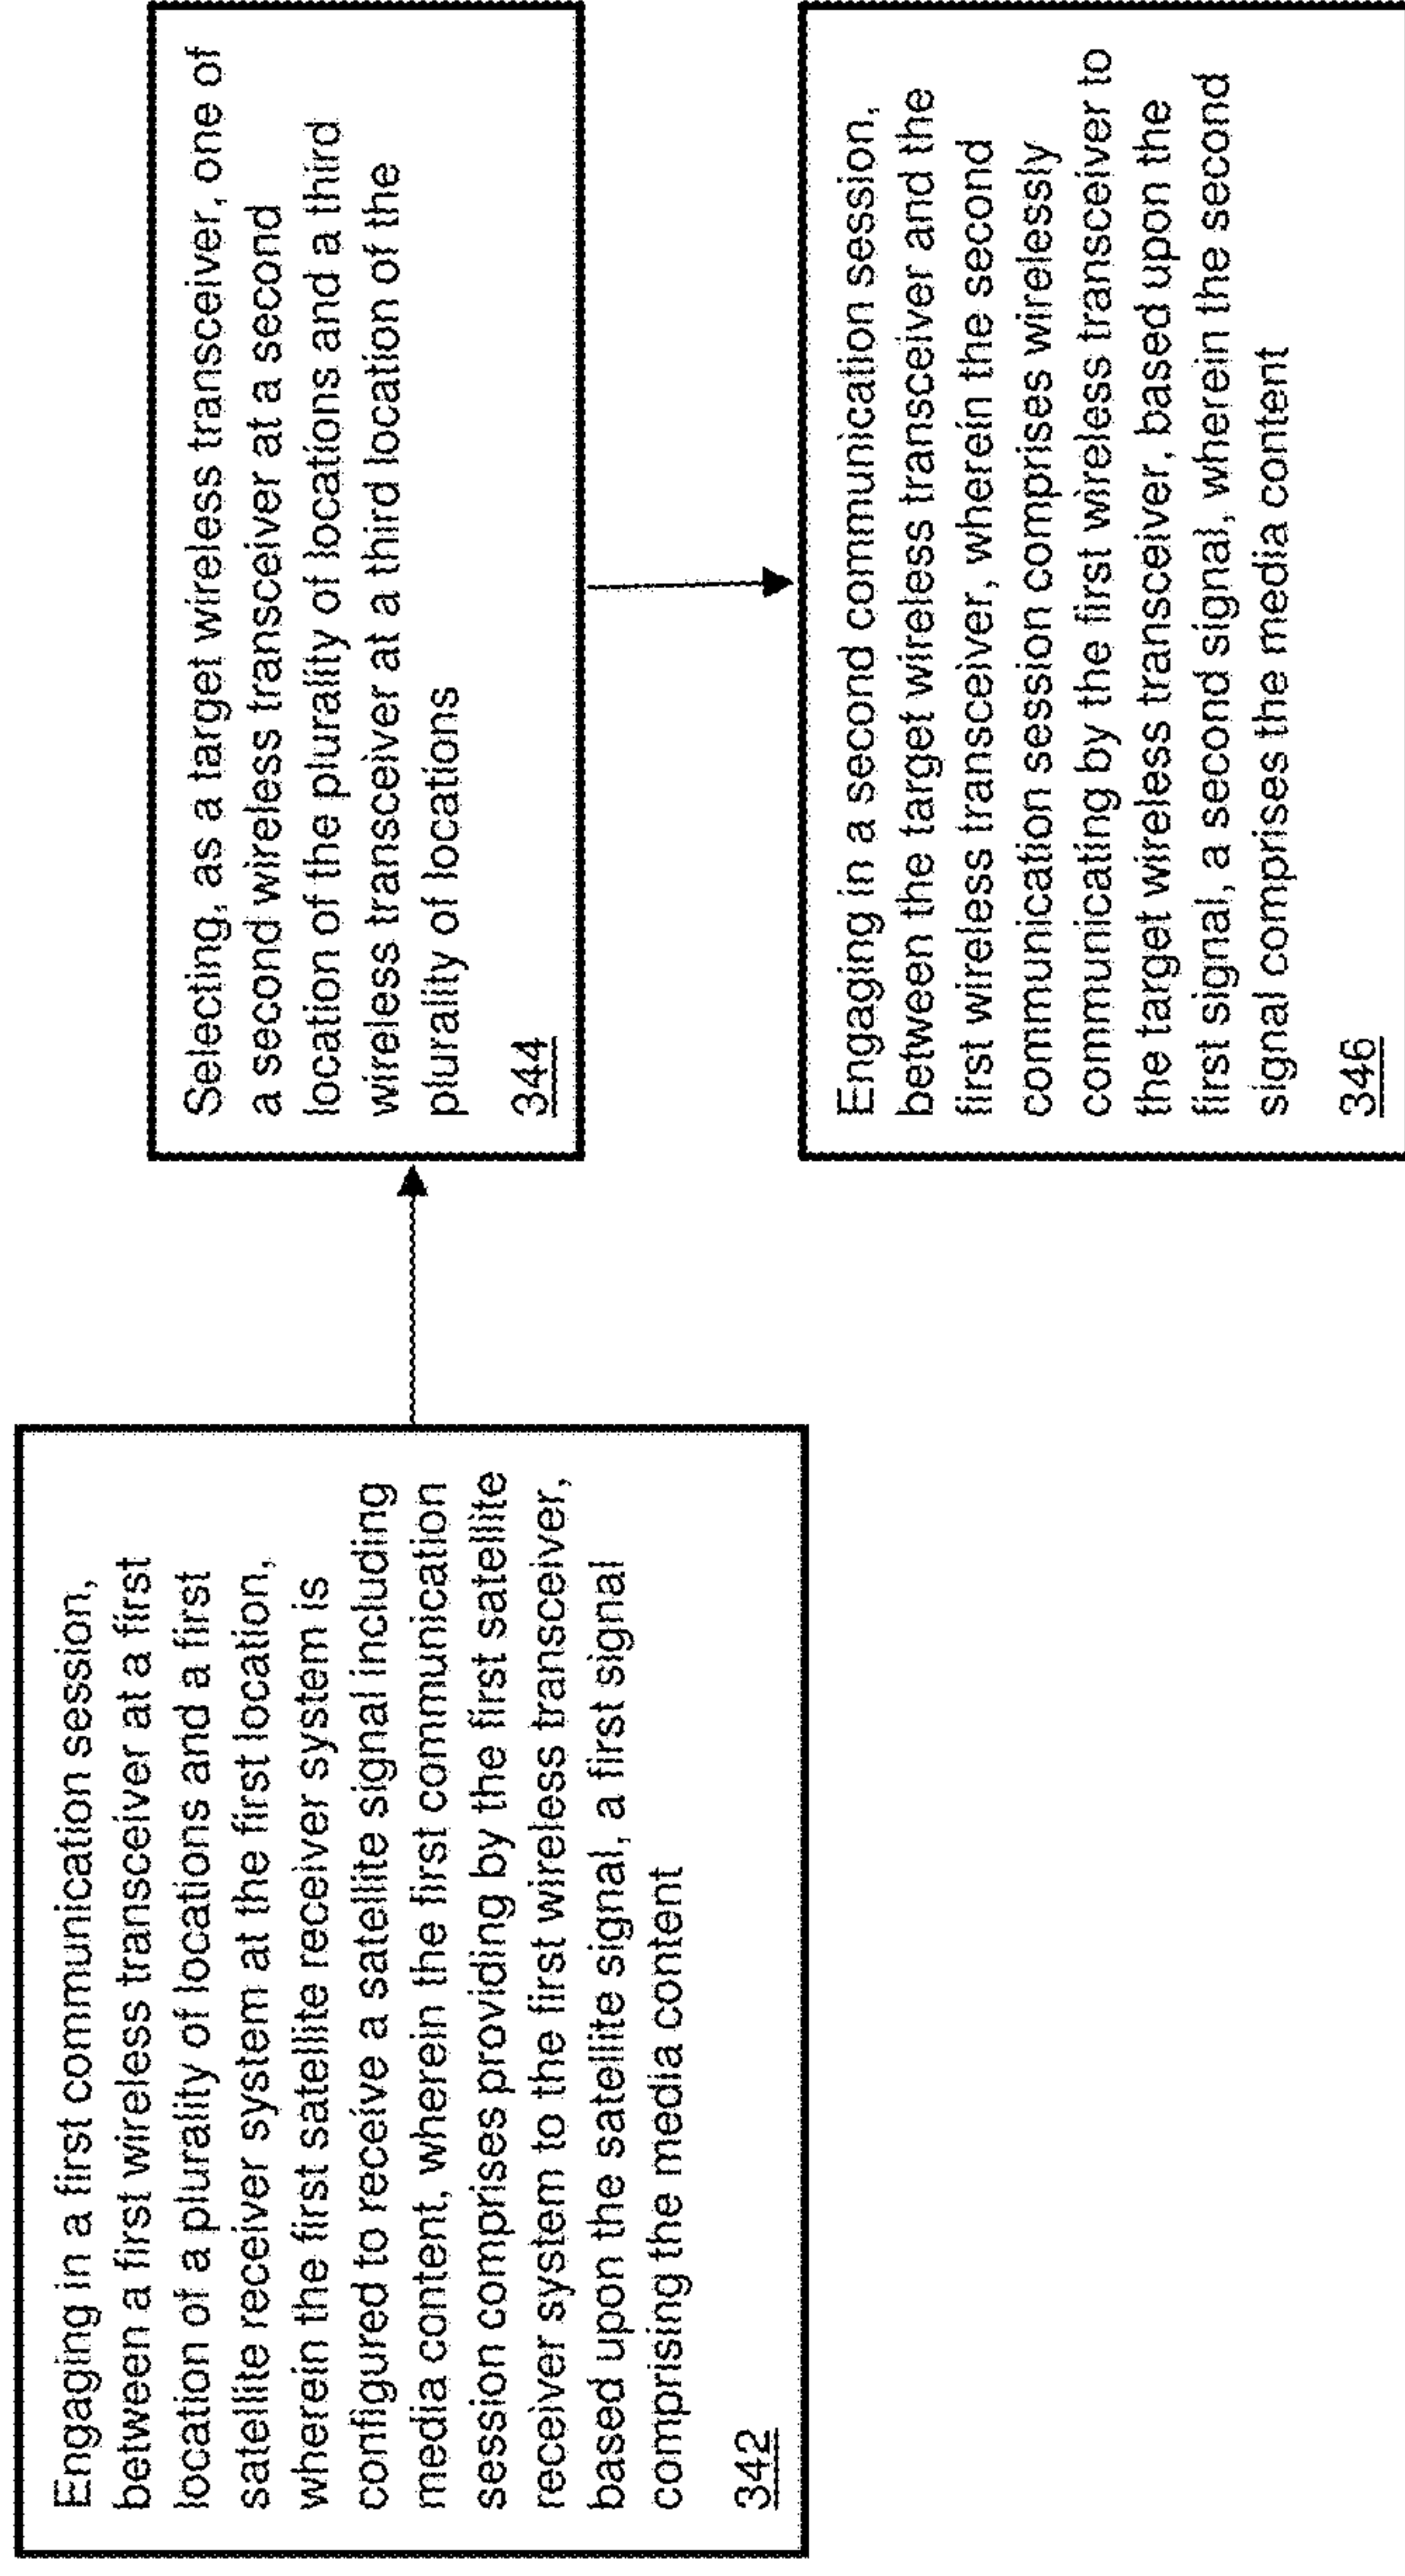 Engaging in a first communication session,
between a first wireless transceiver at a first
location of a plurality of locations and a first
satellite receiver system at the first location,
wherein the first satellite receiver system is
configured to receive a satellite signal including
media content, wherein the first communication
session comprises providing by the first satellite
receiver system to the first wireless transceiver,
based upon the satellite signal, a first signal
comprising the media content
342
Selecting, as a target wireless transceiver, one of
a second wireless transceiver at a second
location of the plurality of locations and a third
wireless transceiver at a third location of the
plurality of locations
344
Engaging in a second communication session,
between the target wireless transceiver and the
first wireless transceiver, wherein the second
communication session comprises wirelessly
communicating by the first wireless transceiver to
the target wireless transceiver, based upon the
first signal, a second signal, wherein the second
signal comprises the media content
346